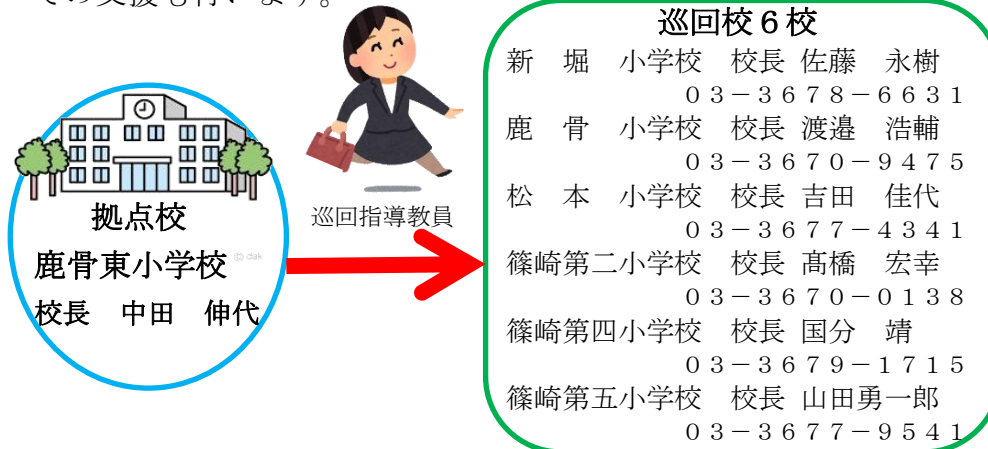 ての支援も行います。
巡回校６校
新　堀　小学校　校長 佐藤　永樹
０３－３６７８－６６３１
鹿　骨　小学校　校長 渡邉　浩輔
０３－３６７０－９４７５
松　本　小学校　校長 吉田　佳代
０３－３６７７－４３４１
篠崎第二小学校　校長 髙橋　宏幸
０３－３６７０－０１３８
篠崎第四小学校　校長 国分　靖
０３－３６７９－１７１５
篠崎第五小学校　校長 山田勇一郎
０３－３６７７－９５４１
巡回指導教員
拠点校
鹿骨東小学校
校長　中田　伸代